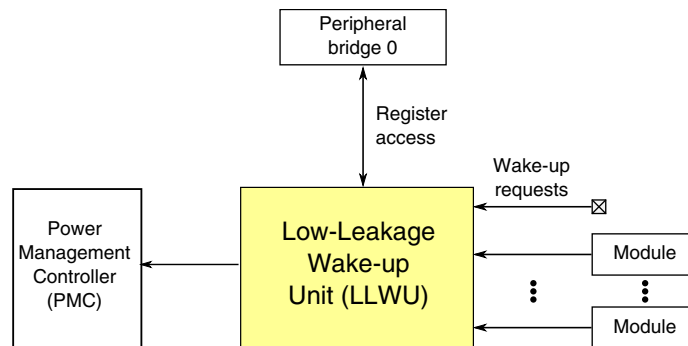 Peripheral
bridge 0
Register
access
Wake-up
requests
Power
Management
Controller
(PMC)
Low-Leakage
Wake-up
Unit (LLWU)
Module
Module